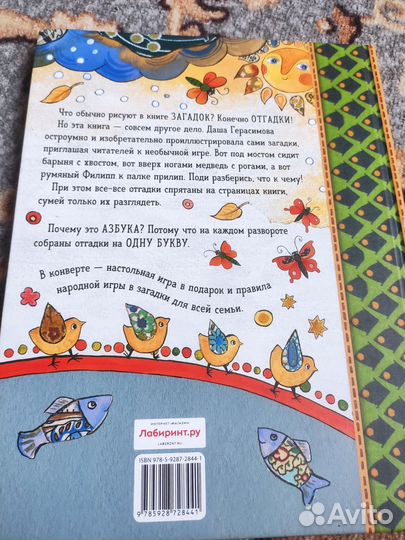 Что обычно рисуют в книге ЗАГАДОК? Конечно ОТГАДКИ!
Но эта книга — совсем другое дело. Даша Герасимова
остроумно и изобретательно проиллюстрировала сами загадки,
приглашая читателей к необычной игре. Вот под мостом сидит
барыня с хвостом, вот вверх ногами медведь с рогами, а вот
румяный Филипп к палке прилип. Поди разберись, что к чему!
При этом все-все отгадки спрятаны на страницах книги,
сумей только их разглядеть.
Почему это АЗБУКА? Потому что на каждом развороте
собраны отгадки на ОДНУ БУКВУ.
В конверте — настольная игра в подарок и правила
народной игры в загадки для всей семьи.
ИНТЕРНЕТ-МАГАЗИН
Лабиринт.ру
LABIRINT.RU
ISBN 978-5-9287-2844-1
9 785928 728441
Avito